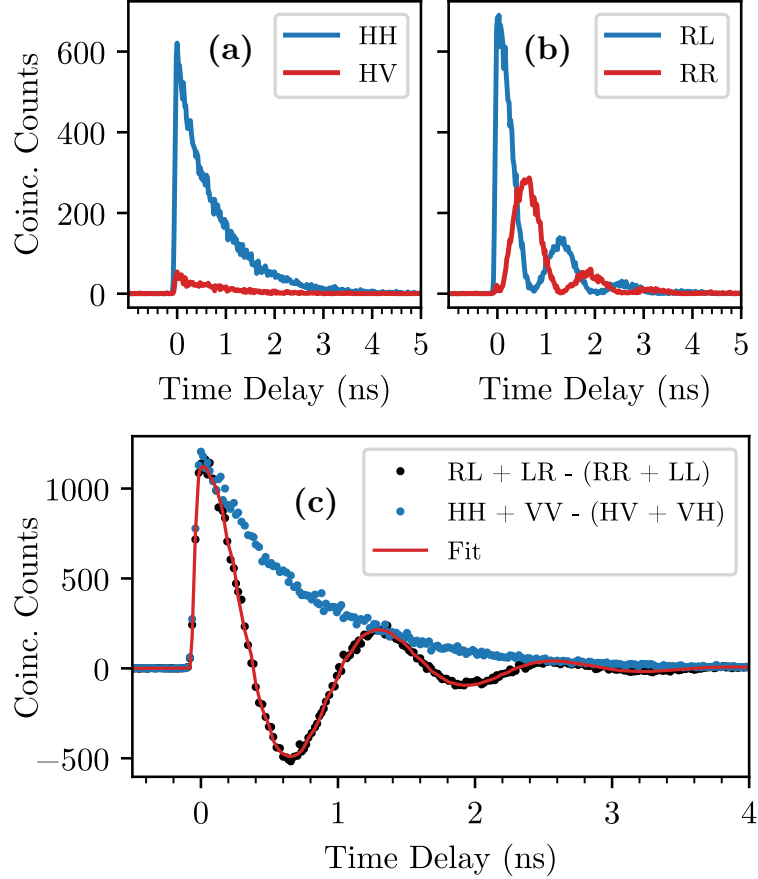 (a)
HH
HV
Coinc. Counts
600
400
200
0
0 1 2 3 4 5
Time Delay (ns)
(b)
RL
RR
0 1 2 3 4 5
Time Delay (ns)
(c)
RL + LR - (RR + LL)
HH + VV - (HV + VH)
Fit
Coinc. Counts
1000
500
0
−500
0 1 2 3 4
Time Delay (ns)